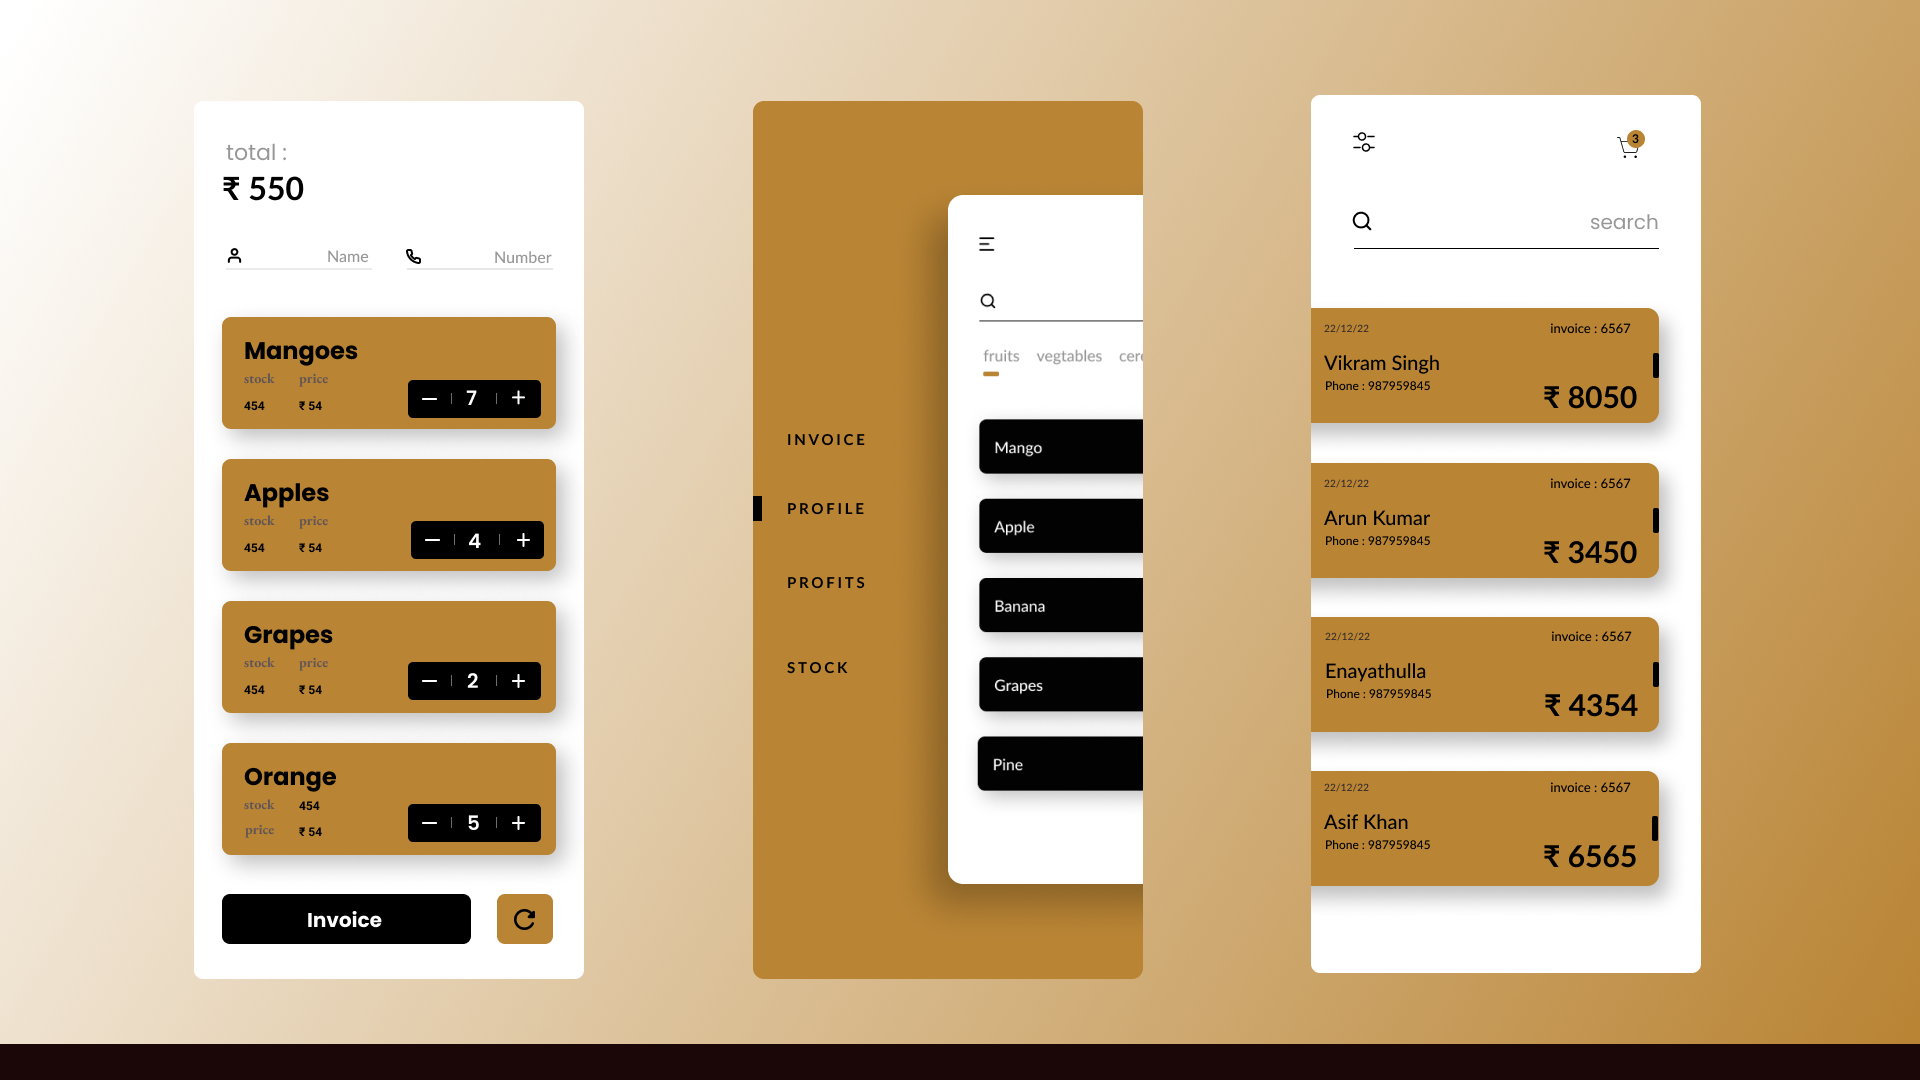 total :
₹ 550
Name
Number
Mangoes
stock price
454 ₹ 54
7
Apples
stock price
454 ₹ 54
4
Grapes
stock price
454 ₹ 54
2
Orange
stock 454
price ₹ 54
5
Invoice
INVOICE
PROFILE
PROFITS
STOCK
fruits vegtables cere
Mango
Apple
Banana
Grapes
Pine
3
search
22/12/22 invoice : 6567
Vikram Singh
Phone : 987959845
₹ 8050
22/12/22 invoice : 6567
Arun Kumar
Phone : 987959845
₹ 3450
22/12/22 invoice : 6567
Enayathulla
Phone : 987959845
₹ 4354
22/12/22 invoice : 6567
Asif Khan
Phone : 987959845
₹ 6565